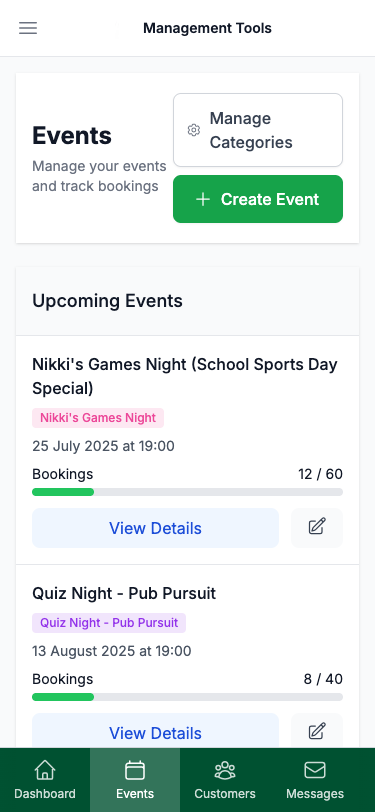 Management Tools
Events
Manage your events
and track bookings
Manage
Categories
Create Event
Upcoming Events
Nikki's Games Night (School Sports Day
Special)
Nikki's Games Night
25 July 2025 at 19:00
Bookings 12 / 60
View Details
Quiz Night - Pub Pursuit
Quiz Night - Pub Pursuit
13 August 2025 at 19:00
Bookings 8 / 40
View Details
Dashboard Events Customers Messages